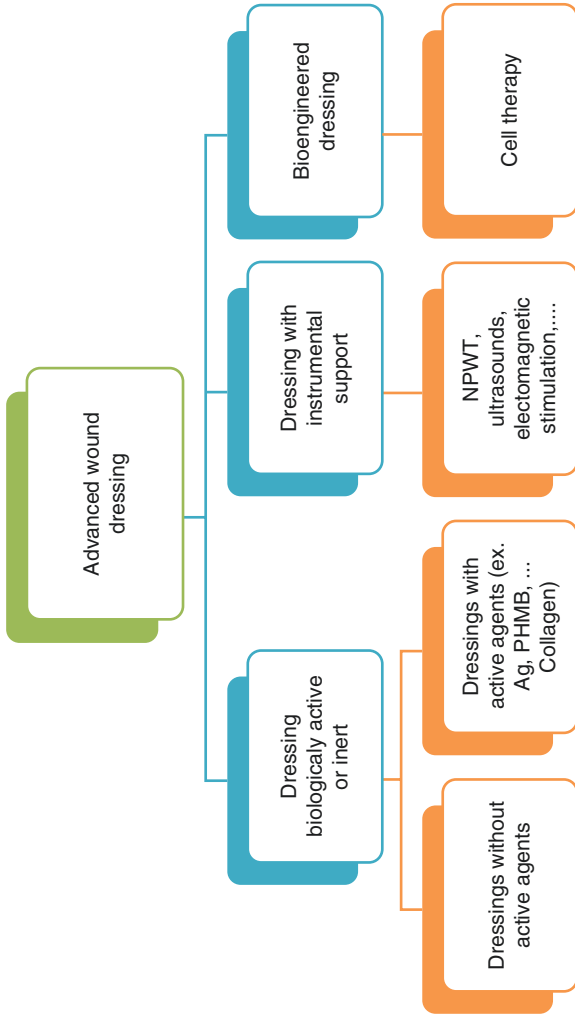 Advanced wound
dressing
Dressing
biologicaly active
or inert
Dressing with
instrumental
support
Bioengineered
dressing
Dressings without
active agents
Dressings with
active agents (ex.
Ag, PHMB, ...
Collagen)
NPWT,
ultrasounds,
electomagnetic
stimulation,....
Cell therapy